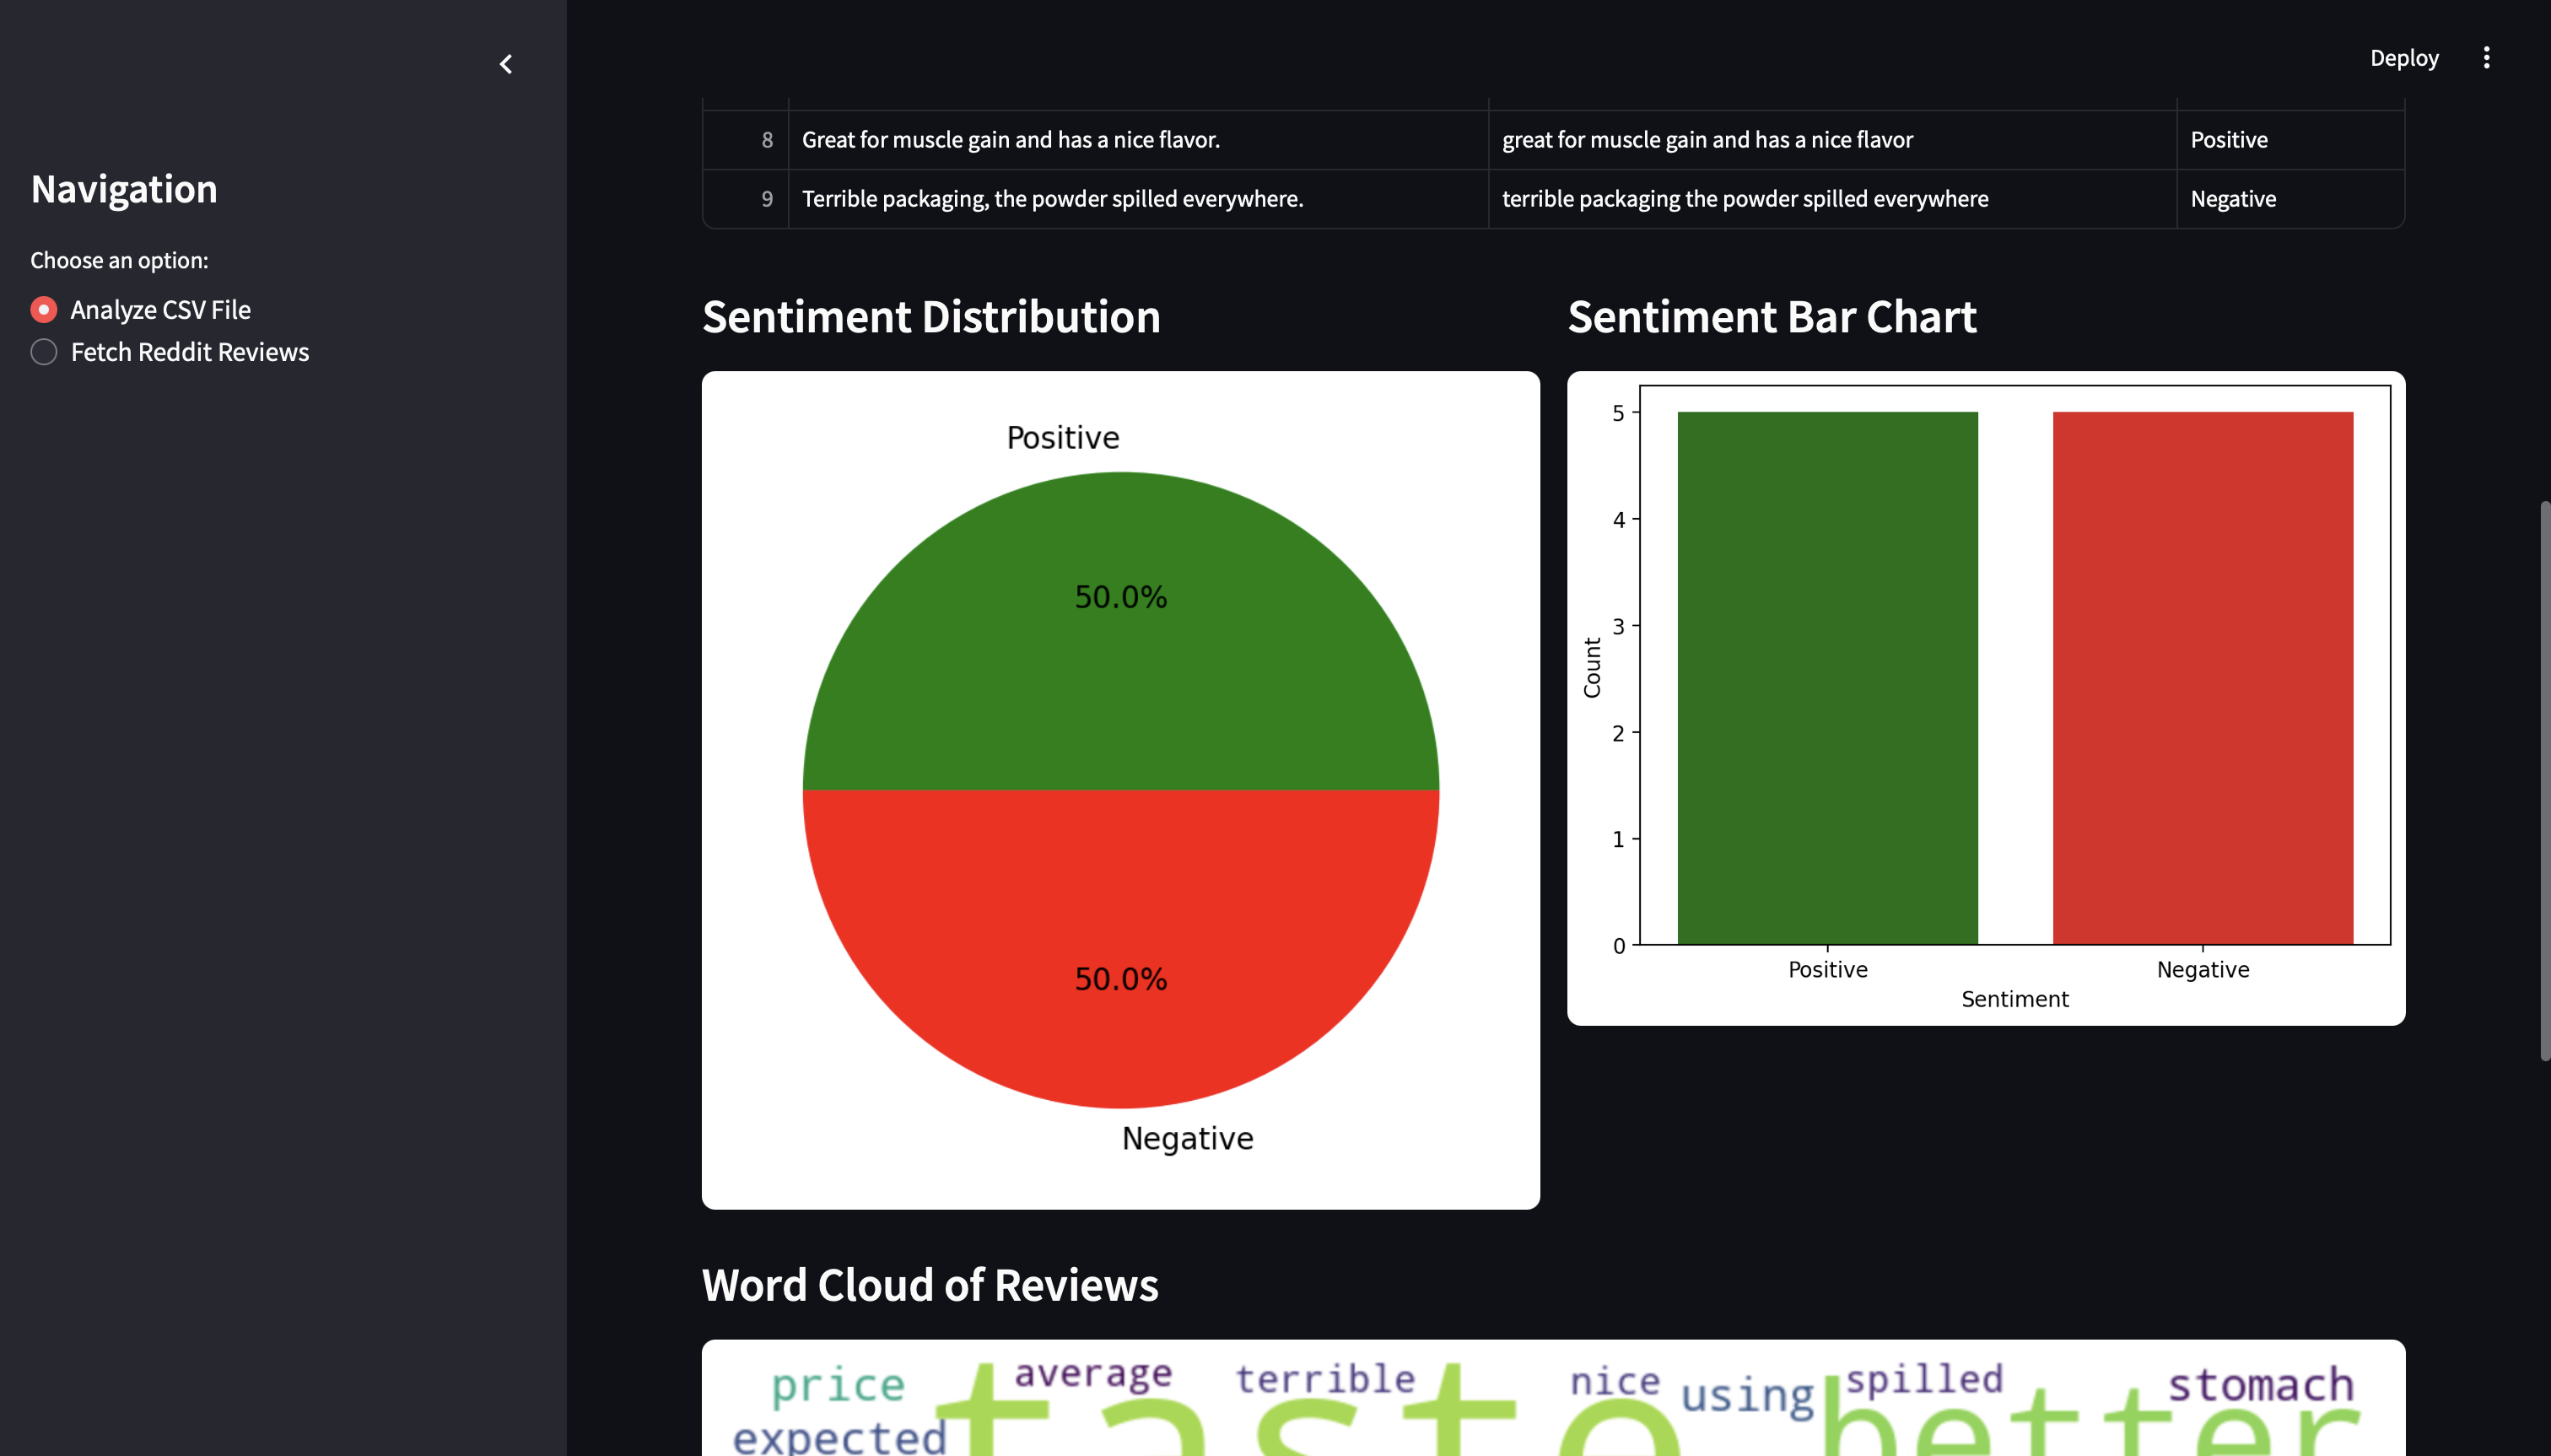 Deploy
Navigation
Choose an option:
Analyze CSV File
Fetch Reddit Reviews
8 Great for muscle gain and has a nice flavor. great for muscle gain and has a nice flavor Positive
9 Terrible packaging, the powder spilled everywhere. terrible packaging the powder spilled everywhere Negative
Sentiment Distribution
Positive
50.0%
50.0%
Negative
Sentiment Bar Chart
5
4
3
2
1
0
Count
Positive Negative
Sentiment
Word Cloud of Reviews
price average terrible nice using spilled stomach
expected taste better